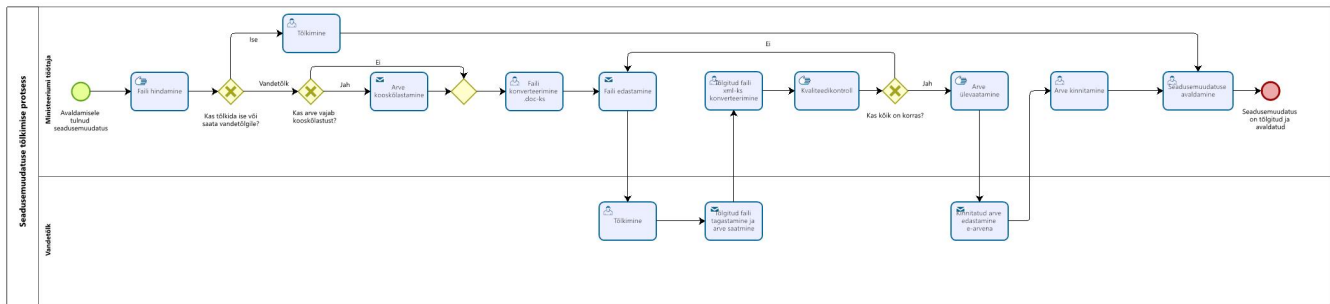 Seadusemuudatuse tõlkimise protsess
Ministeeriumi töötaja
Avaldamisele
tulnud
seadusemuudatus
Faili hindamine
Kas tõlkida ise või
saata vandetõlgile?
Ise
Tõlkimine
Vandetõlk
Kas arve vajab
kooskõlastust?
Ei
Jah
Arve
kooskõlastamine
Faili
konverteerimine
.doc-ks
Faili edastamine
Tõlgitud faili
xml-ks
konverteerimine
Kvaliteedikontroll
Kas kõik on korras?
Ei
Jah
Arve
ülevaatamine
Arve kinnitamine
Seadusemuudatuse
avaldamine
Seadusemuudatus
on tõlgitud ja
avaldatud
Vandetõlk
Tõlkimine
Tõlgitud faili
tagastamine ja
arve saatmine
Kinnitatud arve
edastamine
e-arvena